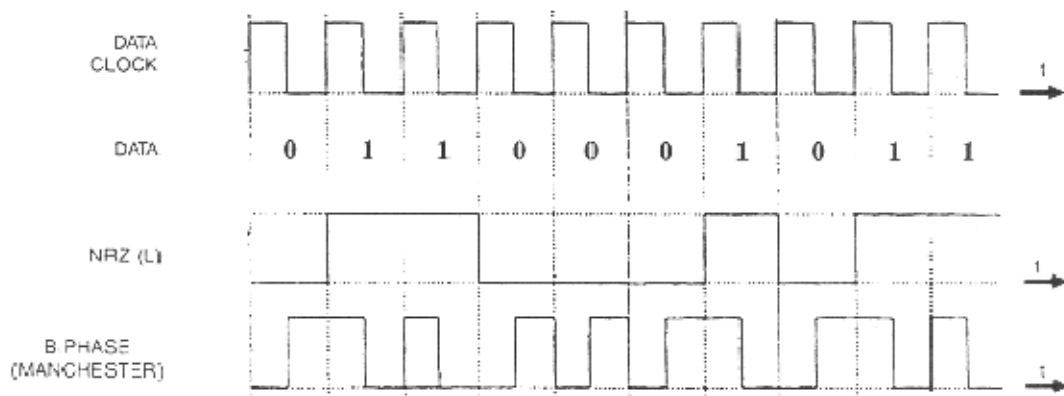 DATA
CLOCK
t
DATA
0 1 1 0 0 0 1 0 1 1
NRZ (L)
t
B PHASE
(MANCHESTER)
t